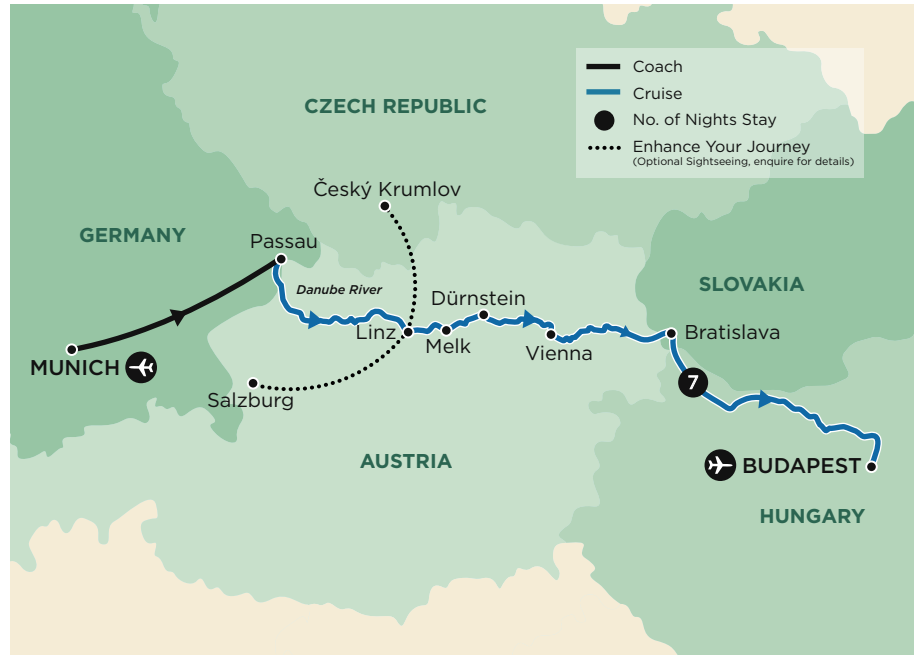 Coach
Cruise
No. of Nights Stay
Enhance Your Journey
(Optional Sightseeing, enquire for details)
CZECH REPUBLIC
Český Krumlov
GERMANY
Passau
SLOVAKIA
Danube River
Dürnstein
Linz
Melk
Vienna
Bratislava
MUNICH
7
Salzburg
AUSTRIA
BUDAPEST
HUNGARY